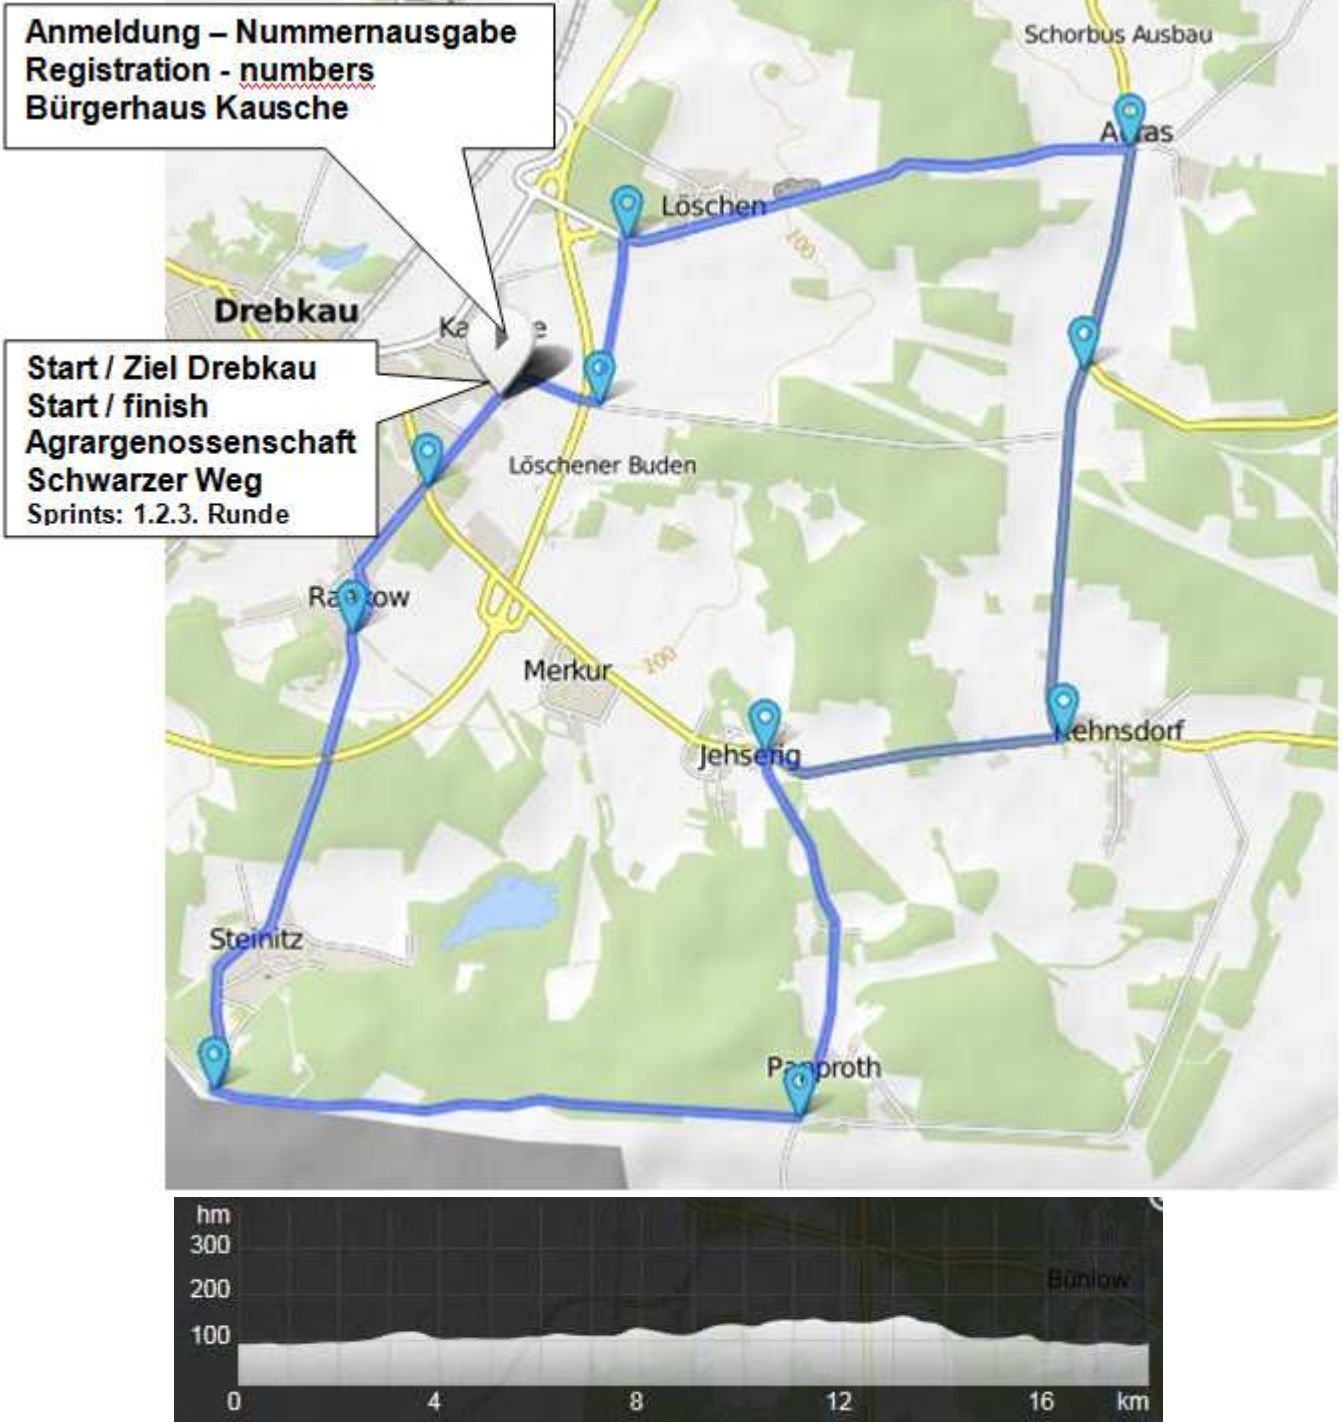 Anmeldung – Nummernausgabe
Registration - numbers
Bürgerhaus Kausche
Schorbus Ausbau
Löschen
100
Drebkau
Start / Ziel Drebkau
Start / finish
Agrargenossenschaft
Schwarzer Weg
Sprints: 1.2.3. Runde
Löschener Buden
Merkur
100
Jehserig
Steinitz
hm
300
200
100
Bühlow
0 4 8 12 16 km